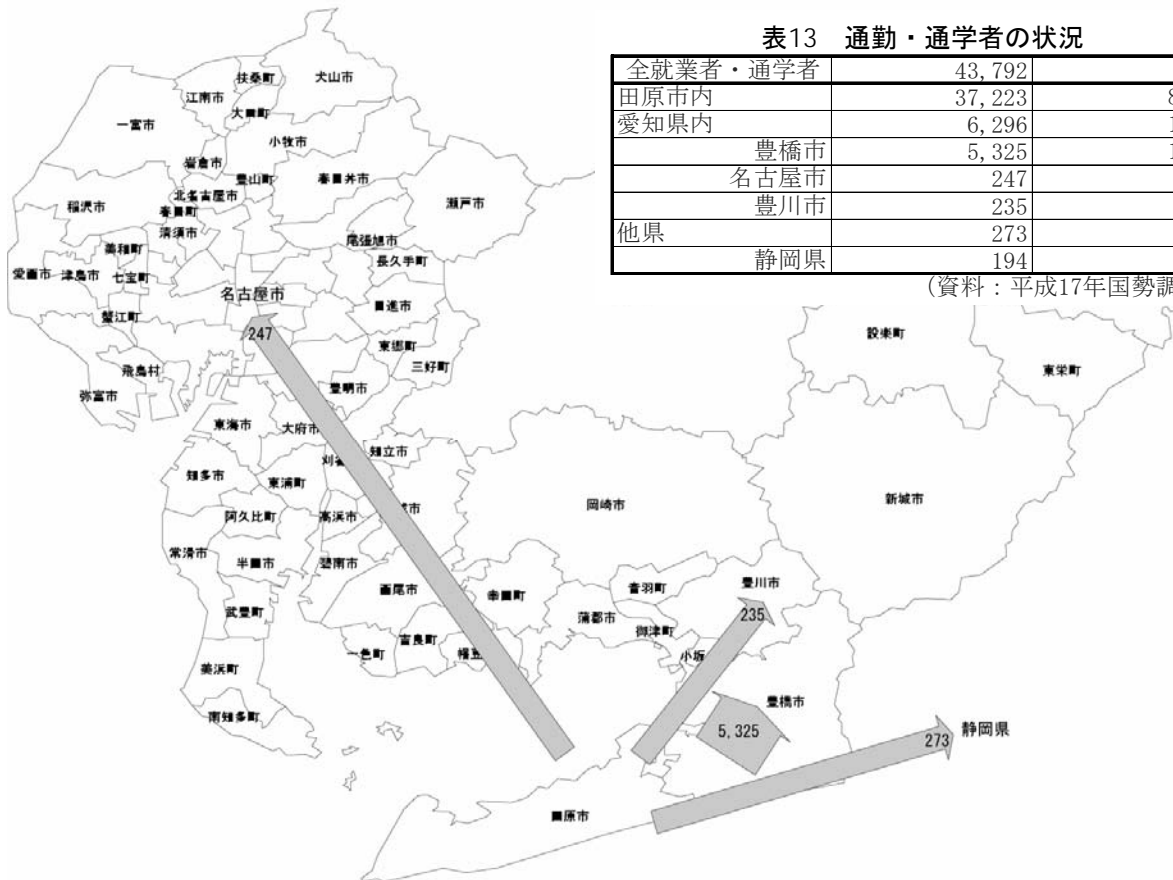 表13 通勤・通学者の状況
全就業者・通学者 43,792
田原市内 37,223
愛知県内 6,296
豊橋市 5,325
名古屋市 247
豊川市 235
他県 273
静岡県 194
(資料：平成17年国勢調
扶桑町
犬山市
江南市
一宮市
小牧市
岩倉市
豊山町
春日井市
北名古屋市
稲沢市
春日町
瀬戸市
清須市
尾張旭市
美和町
長久手町
津島市
七宝町
名古屋市
日進市
蟹江町
247
東郷町
三好町
設楽町
東栄町
飛島村
弥富市
豊明市
東海市
大府市
知立市
知多市
東浦町
岡崎市
新城市
阿久比町
高浜市
常滑市
半田市
碧南市
武豊町
西尾市
幸田町
音羽町
豊川市
蒲郡市
御津町
235
一色町
吉良町
美浜町
南知多町
豊橋市
5,325
静岡県
273
田原市